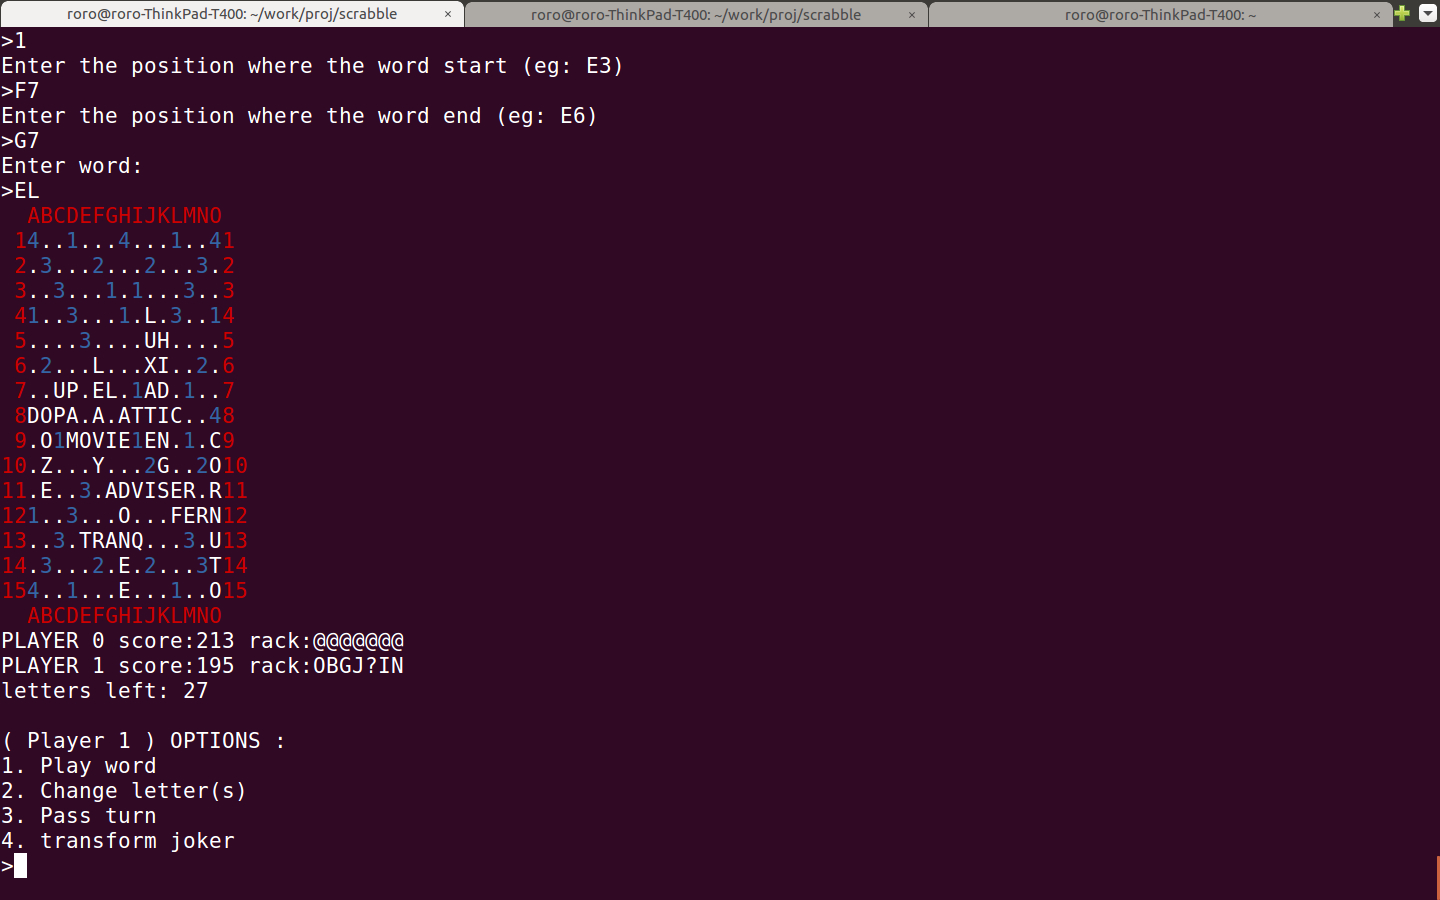 roro@roro-ThinkPad-T400: ~/work/proj/scrabble × roro@roro-ThinkPad-T400: ~/work/proj/scrabble × roro@roro-ThinkPad-T400: ~ ×
>1
Enter the position where the word start (eg: E3)
>F7
Enter the position where the word end (eg: E6)
>G7
Enter word:
>EL
  ABCDEFGHIJKLMNO
 14..1...4...1..41
 2.3...2...2...3.2
 3..3...1.1...3..3
 41..3...1.L.3..14
 5....3....UH....5
 6.2...L...XI..2.6
 7..UP.EL.1AD.1..7
 8DOPA.A.ATTIC..48
 9.O1MOVIE1EN.1.C9
10.Z...Y...2G..2O10
11.E..3.ADVISER.R11
121..3...O...FERN12
13..3.TRANQ...3.U13
14.3...2.E.2...3T14
154..1...E...1..O15
  ABCDEFGHIJKLMNO
PLAYER 0 score:213 rack:@@@@@@@
PLAYER 1 score:195 rack:OBGJ?IN
letters left: 27
( Player 1 ) OPTIONS :
1. Play word
2. Change letter(s)
3. Pass turn
4. transform joker
>